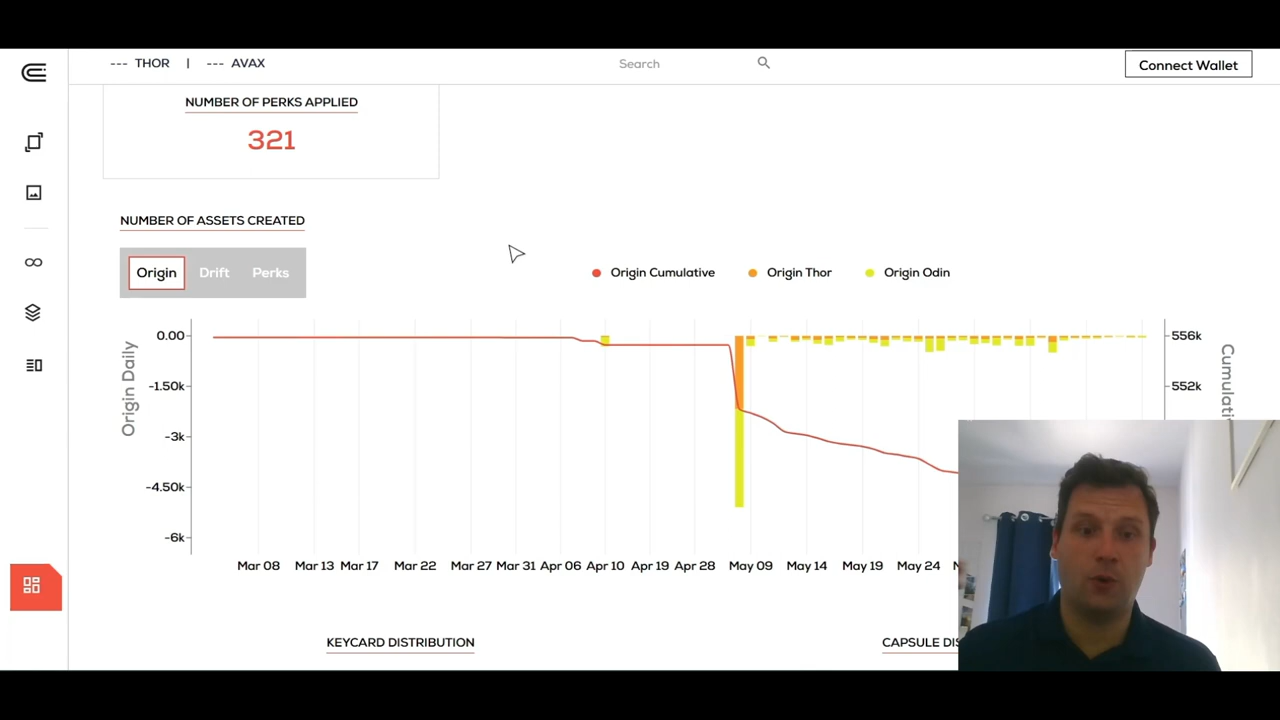 --- THOR | --- AVAX
Search
Connect Wallet
NUMBER OF PERKS APPLIED
321
NUMBER OF ASSETS CREATED
Origin Drift Perks
Origin Cumulative Origin Thor Origin Odin
Origin Daily
0.00
-1.50k
-3k
-4.50k
-6k
556k
552k
Mar 08 Mar 13 Mar 17 Mar 22 Mar 27 Mar 31 Apr 06 Apr 10 Apr 19 Apr 28 May 09 May 14 May 19 May 24
KEYCARD DISTRIBUTION